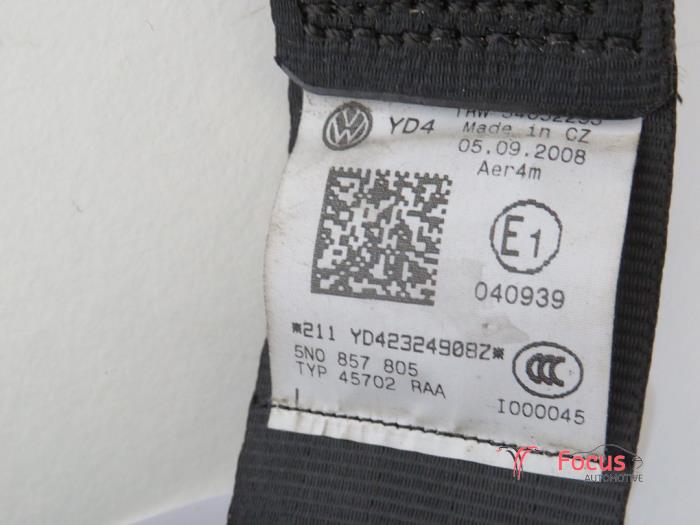 YD4
Made in CZ
05.09.2008
Aer4m
E1
040939
*211 YD42324908Z*
5N0 857 805
TYP 45702 RAA
CCC
I000045
Focus
AUTOMOTIVE